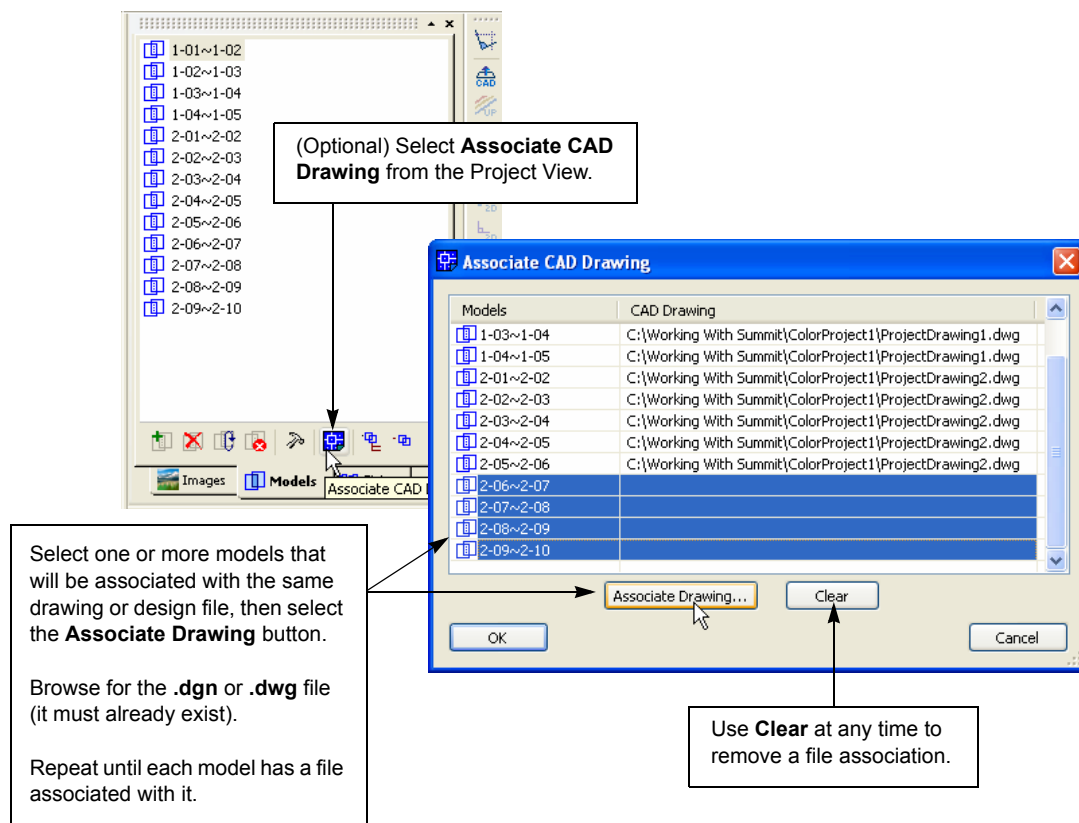 1-01~1-02
1-02~1-03
1-03~1-04
1-04~1-05
2-01~2-02
2-02~2-03
2-03~2-04
2-04~2-05
2-05~2-06
2-06~2-07
2-07~2-08
2-08~2-09
2-09~2-10
CAD
UP
2D
2D
(Optional) Select Associate CAD
Drawing from the Project View.
Images
Models
Associate CAD
Associate CAD Drawing
Models CAD Drawing
1-03~1-04 C:\Working With Summit\ColorProject1\ProjectDrawing1.dwg
1-04~1-05 C:\Working With Summit\ColorProject1\ProjectDrawing1.dwg
2-01~2-02 C:\Working With Summit\ColorProject1\ProjectDrawing2.dwg
2-02~2-03 C:\Working With Summit\ColorProject1\ProjectDrawing2.dwg
2-03~2-04 C:\Working With Summit\ColorProject1\ProjectDrawing2.dwg
2-04~2-05 C:\Working With Summit\ColorProject1\ProjectDrawing2.dwg
2-05~2-06 C:\Working With Summit\ColorProject1\ProjectDrawing2.dwg
2-06~2-07
2-07~2-08
2-08~2-09
2-09~2-10
Associate Drawing...
Clear
OK
Cancel
Select one or more models that
will be associated with the same
drawing or design file, then select
the Associate Drawing button.
Browse for the .dgn or .dwg file
(it must already exist).
Repeat until each model has a file
associated with it.
Use Clear at any time to
remove a file association.